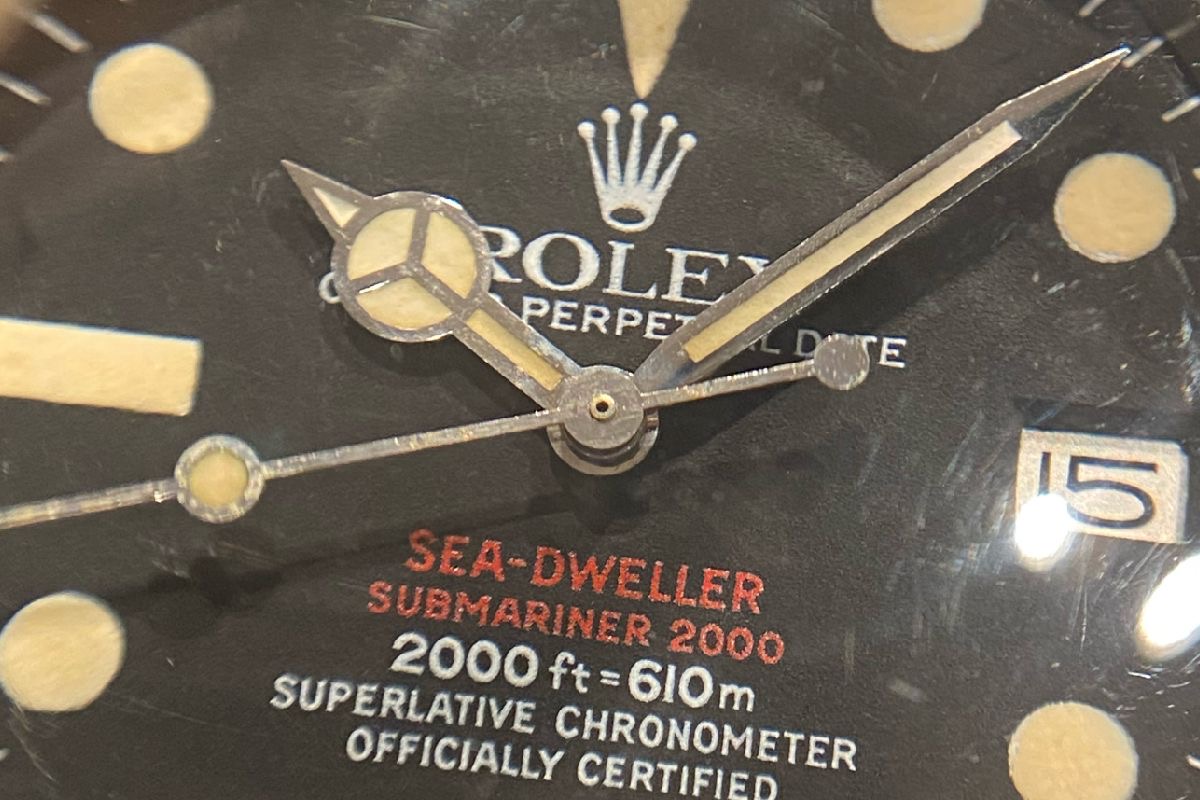 ROLEX
PERPETUAL DATE
15
SEA-DWELLER
SUBMARINER 2000
2000 ft = 610m
SUPERLATIVE CHRONOMETER
OFFICIALLY CERTIFIED